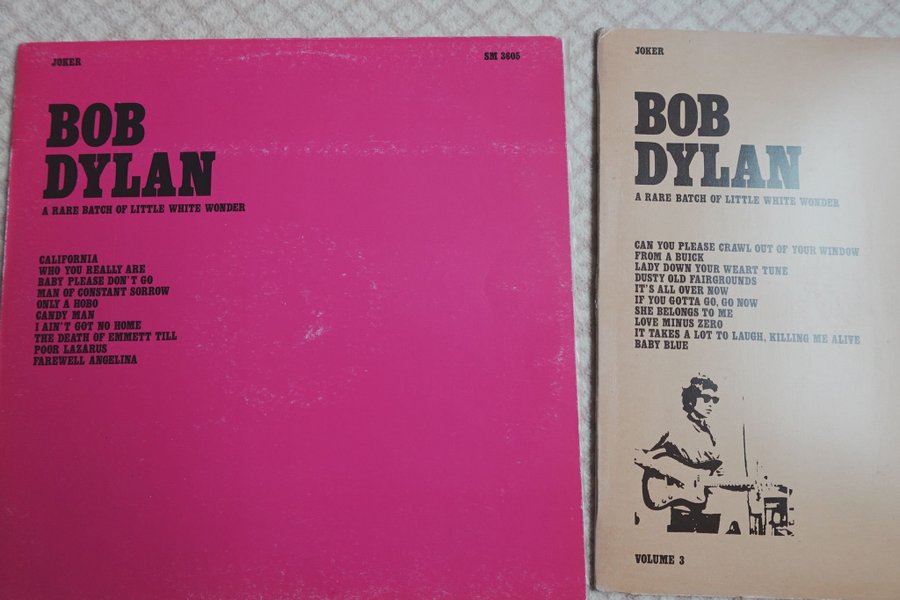 JOKER
SM 3605
BOB
DYLAN
A RARE BATCH OF LITTLE WHITE WONDER
CALIFORNIA
WHO YOU REALLY ARE
BABY PLEASE DON'T GO
MAN OF CONSTANT SORROW
ONLY A HOBO
CANDY MAN
I AIN'T GOT NO HOME
THE DEATH OF EMMETT TILL
POOR LAZARUS
FAREWELL ANGELINA
JOKER
BOB
DYLAN
A RARE BATCH OF LITTLE WHITE WONDER
CAN YOU PLEASE CRAWL OUT OF YOUR WINDOW
FROM A BUICK
LADY DOWN YOUR WEART TUNE
DUSTY OLD FAIRGROUNDS
IT'S ALL OVER NOW
IF YOU GOTTA GO, GO NOW
SHE BELONGS TO ME
LOVE MINUS ZERO
IT TAKES A LOT TO LAUGH, KILLING ME ALIVE
BABY BLUE
VOLUME 3